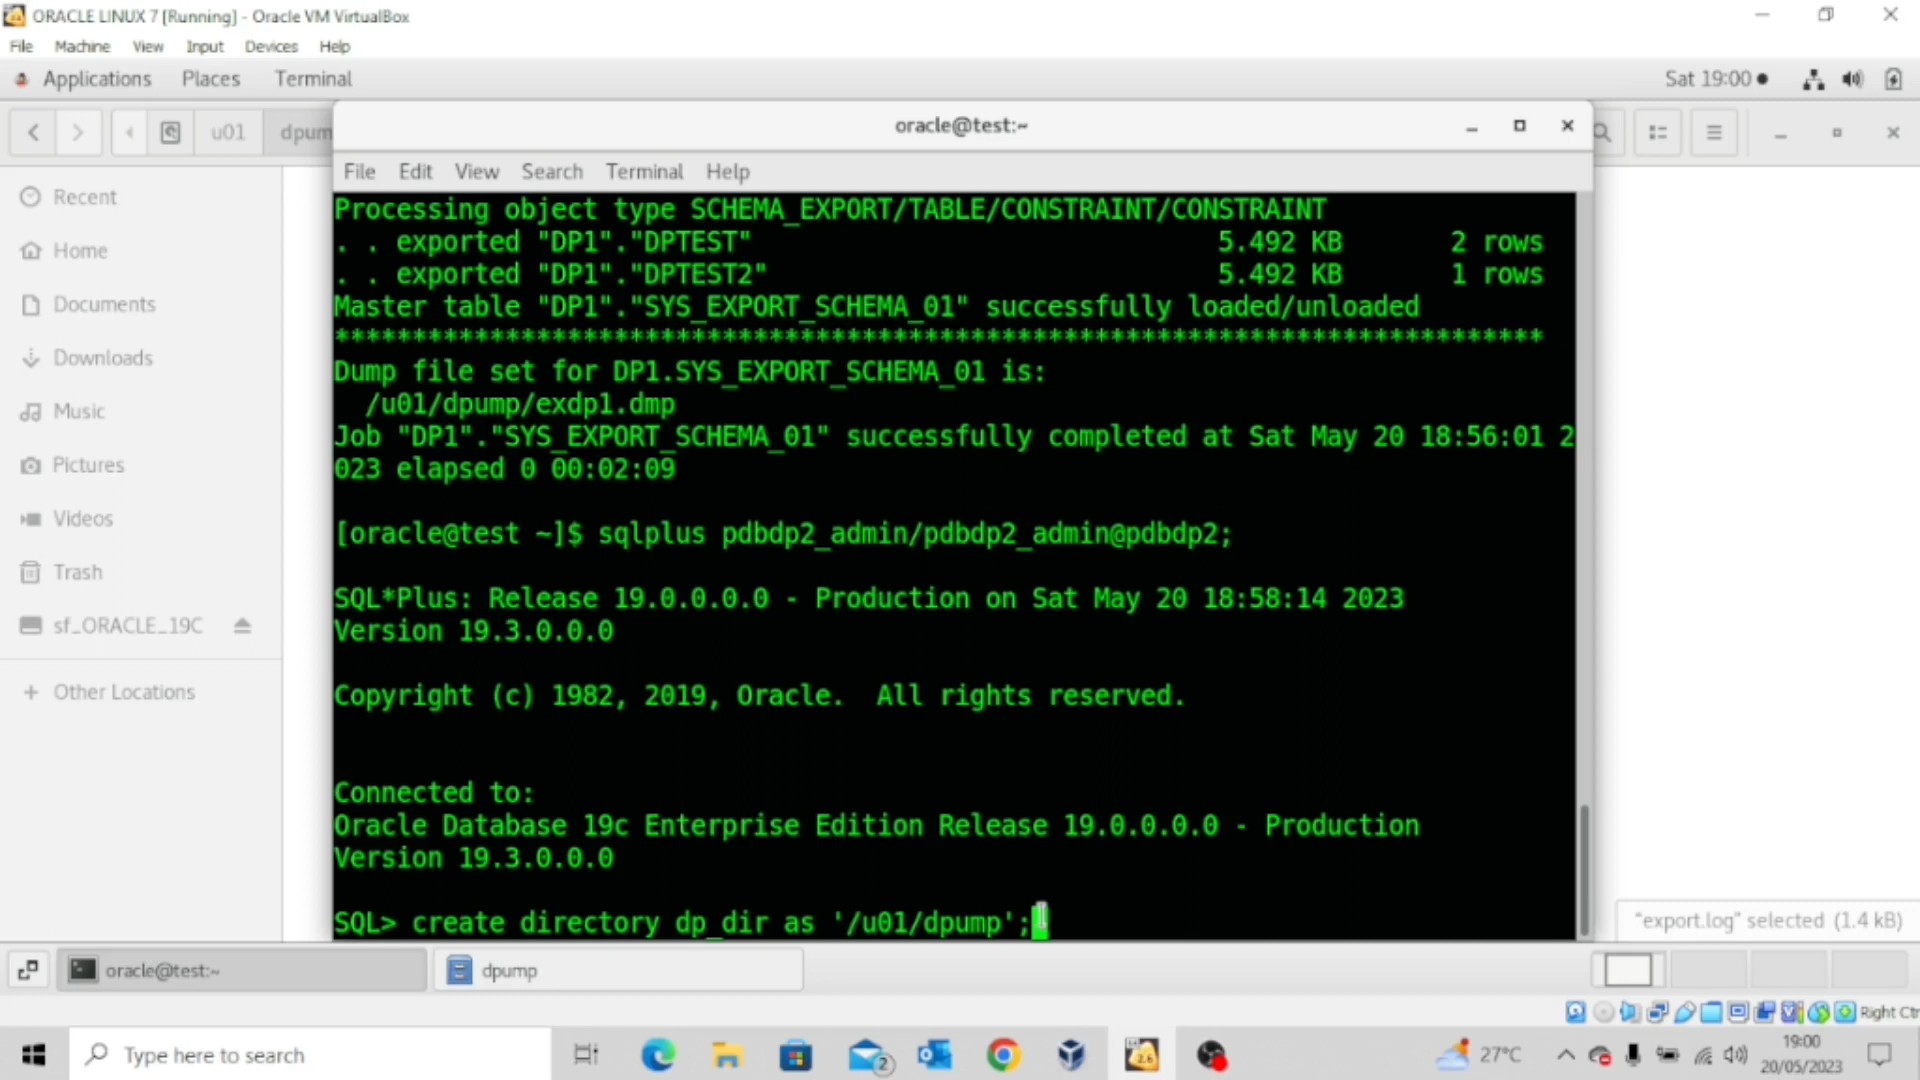 ORACLE LINUX 7 [Running] - Oracle VM VirtualBox
File Machine View Input Devices Help
Applications Places Terminal Sat 19:00
u01 dpum
oracle@test:~
File Edit View Search Terminal Help
Recent
Home
Documents
Downloads
Music
Pictures
Videos
Trash
sf_ORACLE_19C
Other Locations
Processing object type SCHEMA_EXPORT/TABLE/CONSTRAINT/CONSTRAINT
. . exported "DP1"."DPTEST" 5.492 KB 2 rows
. . exported "DP1"."DPTEST2" 5.492 KB 1 rows
Master table "DP1"."SYS_EXPORT_SCHEMA_01" successfully loaded/unloaded
******************************************************************************
Dump file set for DP1.SYS_EXPORT_SCHEMA_01 is:
/u01/dpump/exdp1.dmp
Job "DP1"."SYS_EXPORT_SCHEMA_01" successfully completed at Sat May 20 18:56:01 2
023 elapsed 0 00:02:09
[oracle@test ~]$ sqlplus pdbdp2_admin/pdbdp2_admin@pdbdp2;
SQL*Plus: Release 19.0.0.0.0 - Production on Sat May 20 18:58:14 2023
Version 19.3.0.0.0
Copyright (c) 1982, 2019, Oracle. All rights reserved.
Connected to:
Oracle Database 19c Enterprise Edition Release 19.0.0.0.0 - Production
Version 19.3.0.0.0
SQL> create directory dp_dir as '/u01/dpump';
"export.log" selected (1.4 kB)
oracle@test:~ dpump
Right Ctr
Type here to search
2
2.6
27°C
19:00
20/05/2023